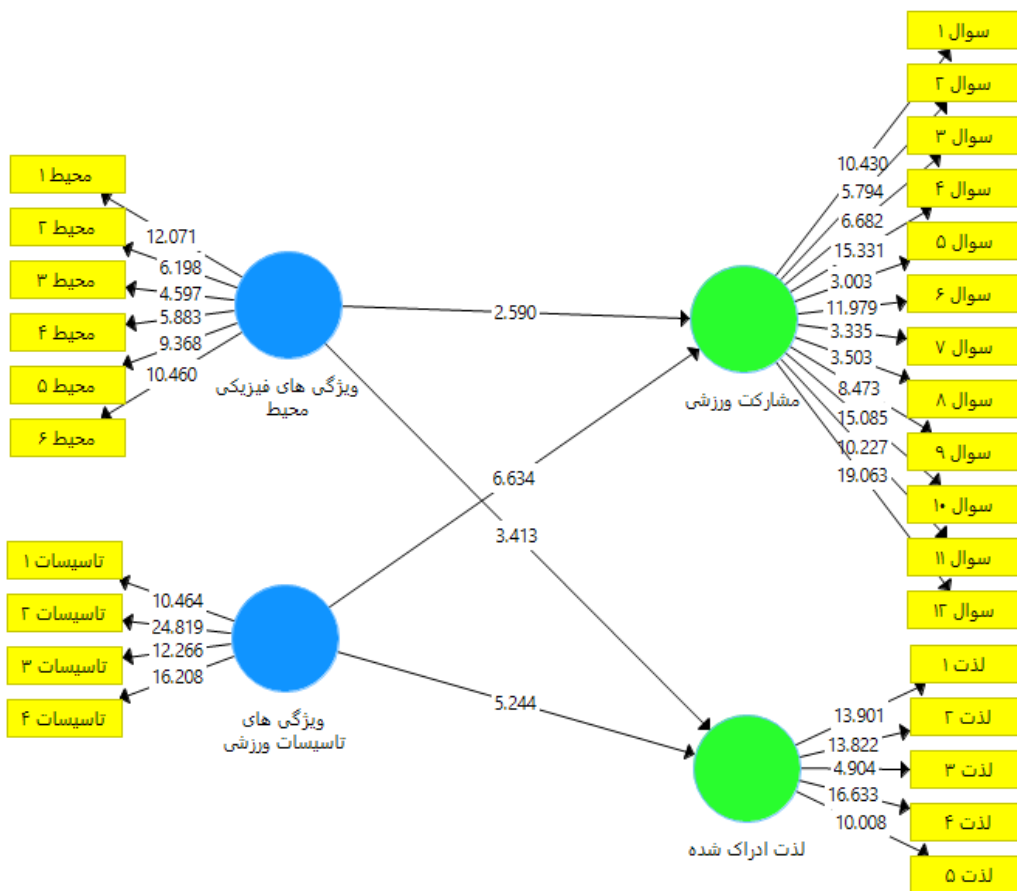 محیط ۱
محیط ۲
محیط ۳
محیط ۴
محیط ۵
محیط ۶
12.071
6.198
4.597
5.883
9.368
10.460
ویژگی های فیزیکی
محیط
تاسیسات ۱
تاسیسات ۲
تاسیسات ۳
تاسیسات ۴
10.464
24.819
12.266
16.208
ویژگی های
تاسیسات ورزشی
2.590
6.634
3.413
5.244
مشارکت ورزشی
10.430
5.794
6.682
15.331
3.003
11.979
3.335
3.503
8.473
15.085
10.227
19.063
سوال ۱
سوال ۲
سوال ۳
سوال ۴
سوال ۵
سوال ۶
سوال ۷
سوال ۸
سوال ۹
سوال ۱۰
سوال ۱۱
سوال ۱۲
لذت ادراک شده
13.901
13.822
4.904
16.633
10.008
لذت ۱
لذت ۲
لذت ۳
لذت ۴
لذت ۵